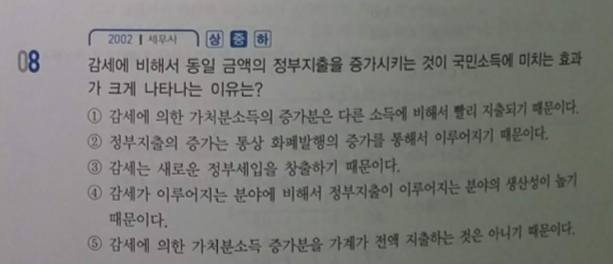 2002 | 세무사 상 중 하
08
감세에 비해서 동일 금액의 정부지출을 증가시키는 것이 국민소득에 미치는 효과
가 크게 나타나는 이유는?
① 감세에 의한 가처분소득의 증가분은 다른 소득에 비해서 빨리 지출되기 때문이다.
② 정부지출의 증가는 통상 화폐발행의 증가를 통해서 이루어지기 때문이다.
③ 감세는 새로운 정부세입을 창출하기 때문이다.
④ 감세가 이루어지는 분야에 비해서 정부지출이 이루어지는 분야의 생산성이 높기
때문이다.
⑤ 감세에 의한 가처분소득 증가분을 가계가 전액 지출하는 것은 아니기 때문이다.